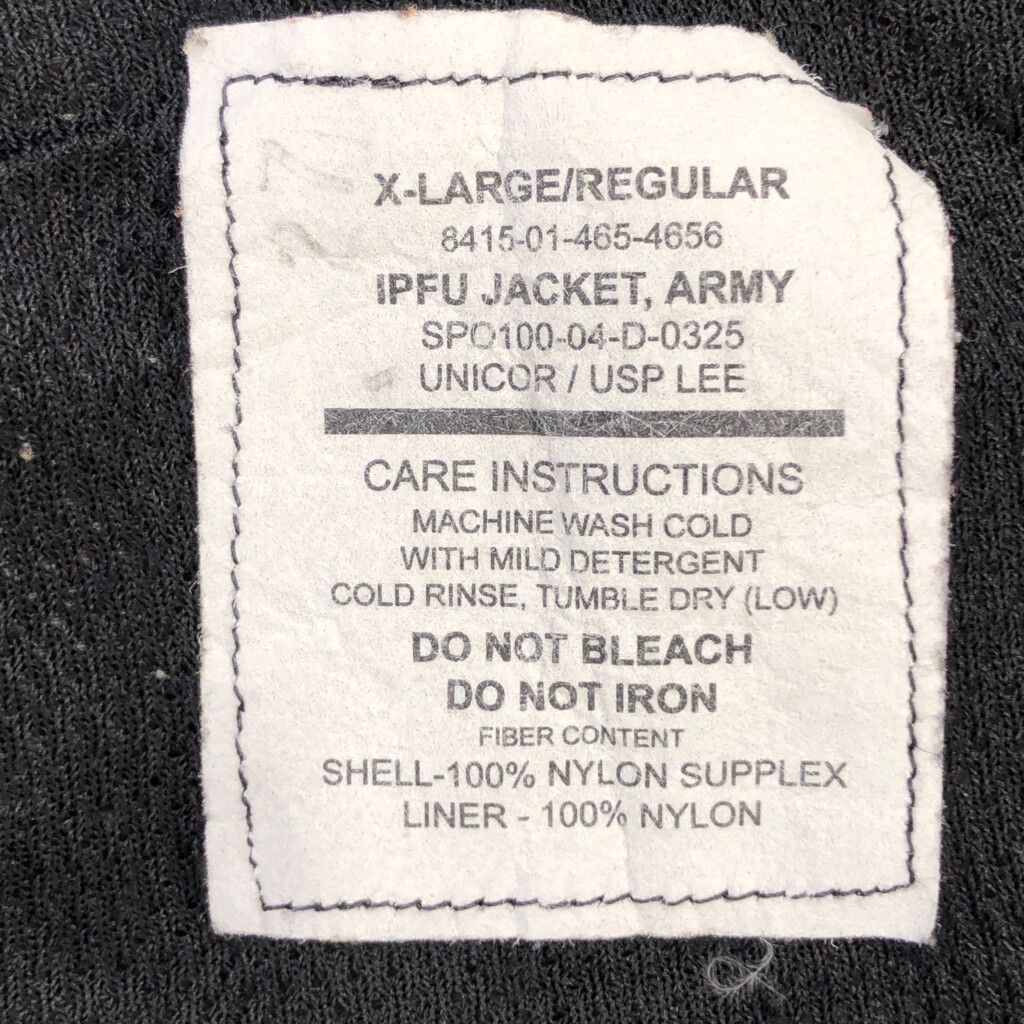 X-LARGE/REGULAR
8415-01-465-4656
IPFU JACKET, ARMY
SPO100-04-D-0325
UNICOR / USP LEE
CARE INSTRUCTIONS
MACHINE WASH COLD
WITH MILD DETERGENT
COLD RINSE, TUMBLE DRY (LOW)
DO NOT BLEACH
DO NOT IRON
FIBER CONTENT
SHELL-100% NYLON SUPPLEX
LINER - 100% NYLON